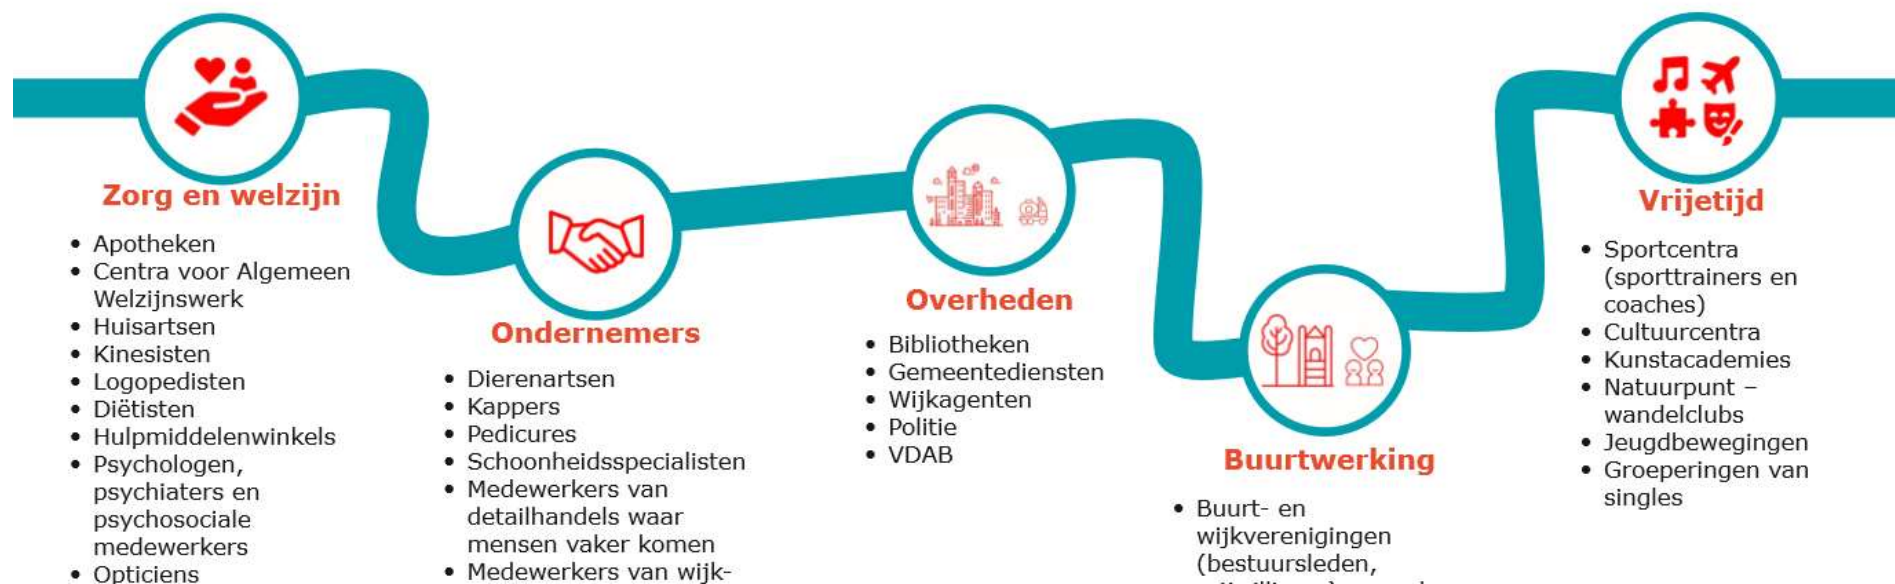 Zorg en welzijn
• Apotheken
• Centra voor Algemeen
Welzijnswerk
• Huisartsen
• Kinesisten
• Logopedisten
• Diëtisten
• Hulpmiddelenwinkels
• Psychologen,
psychiaters en
psychosociale
medewerkers
• Opticiens
Ondernemers
• Dierenartsen
• Kappers
• Pedicures
• Schoonheidsspecialisten
• Medewerkers van
detailhandels waar
mensen vaker komen
• Medewerkers van wijk-
Overheden
• Bibliotheken
• Gemeentediensten
• Wijkagenten
• Politie
• VDAB
Buurtwerking
• Buurt- en
wijkverenigingen
(bestuursleden,
Vrijetijd
• Sportcentra
(sporttrainers en
coaches)
• Cultuurcentra
• Kunstacademies
• Natuurpunt –
wandelclubs
• Jeugdbewegingen
• Groeperingen van
singles